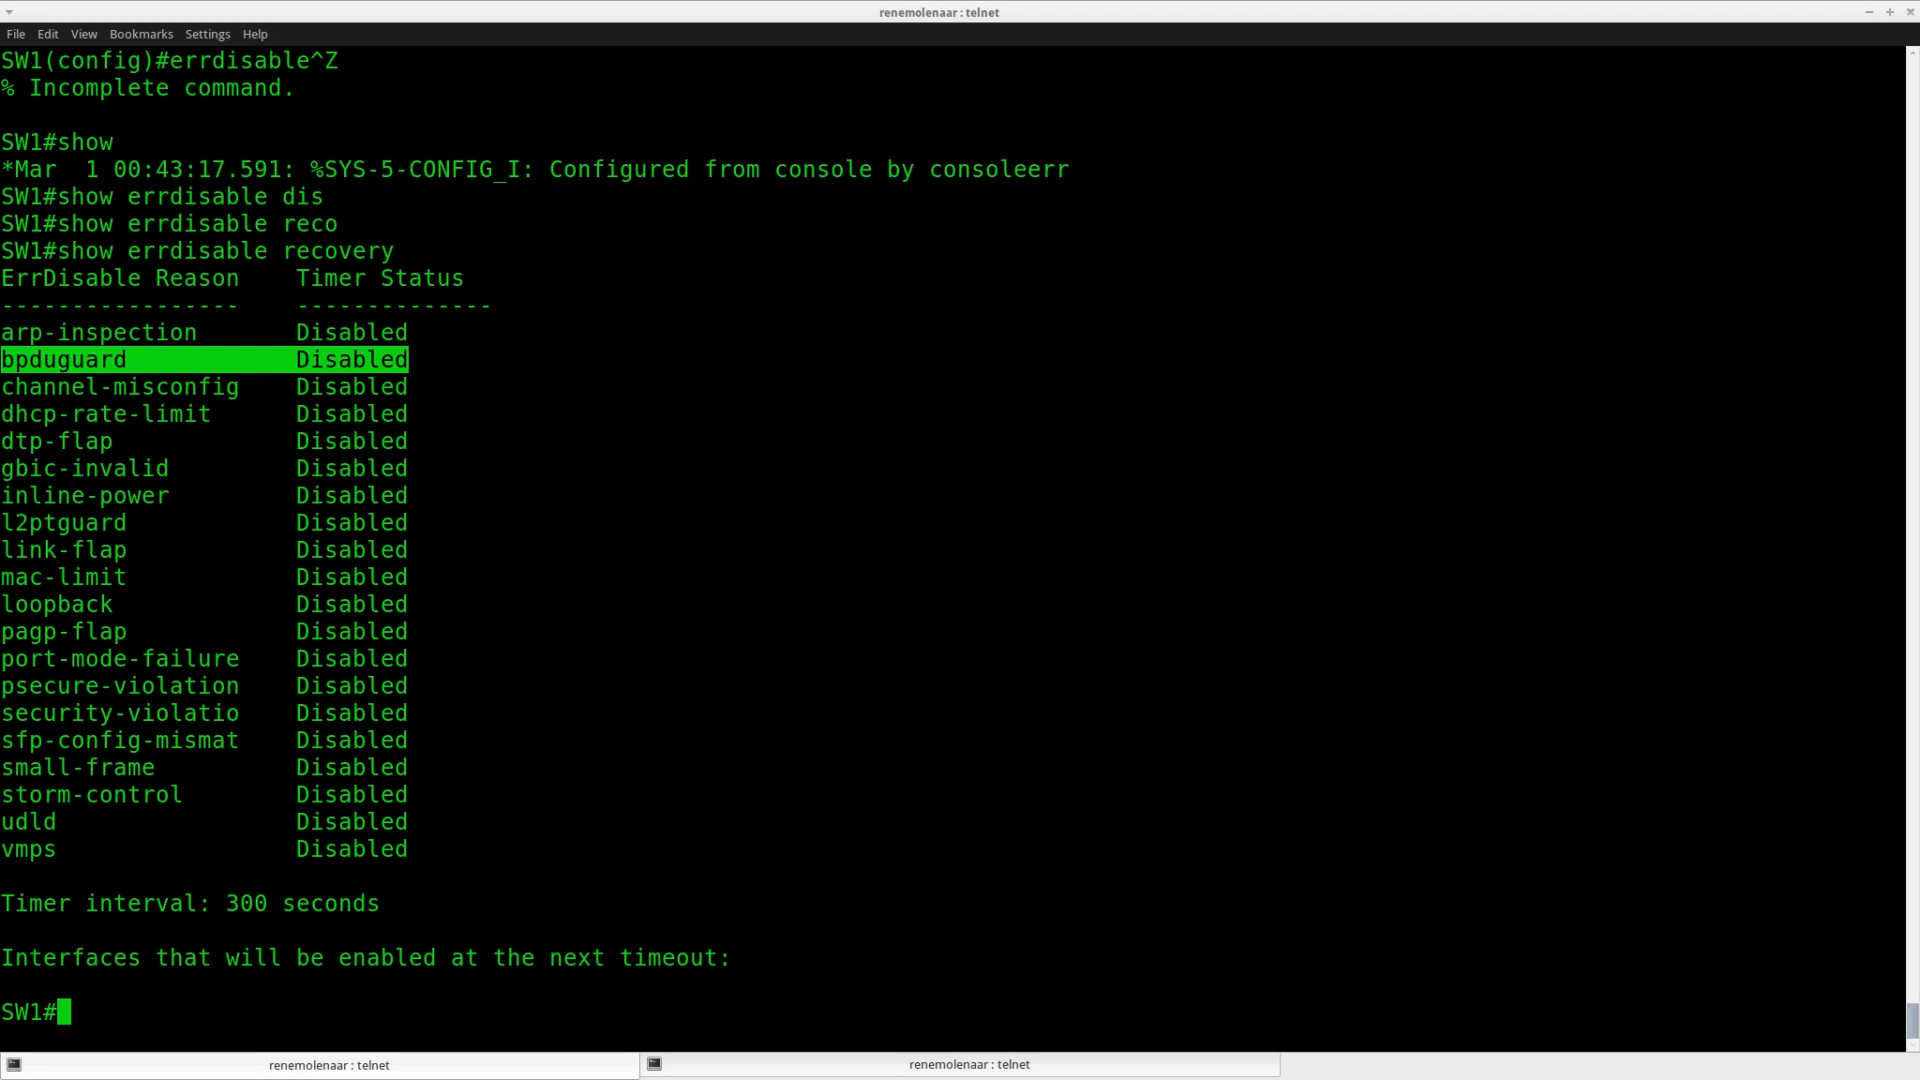 renemolenaar : telnet
File Edit View Bookmarks Settings Help
SW1(config)#errdisable^Z
% Incomplete command.
SW1#show
*Mar  1 00:43:17.591: %SYS-5-CONFIG_I: Configured from console by consoleerr
SW1#show errdisable dis
SW1#show errdisable reco
SW1#show errdisable recovery
ErrDisable Reason    Timer Status
-----------------    --------------
arp-inspection       Disabled
bpduguard            Disabled
channel-misconfig    Disabled
dhcp-rate-limit      Disabled
dtp-flap             Disabled
gbic-invalid         Disabled
inline-power         Disabled
l2ptguard            Disabled
link-flap            Disabled
mac-limit            Disabled
loopback             Disabled
pagp-flap            Disabled
port-mode-failure    Disabled
psecure-violation    Disabled
security-violatio    Disabled
sfp-config-mismat    Disabled
small-frame          Disabled
storm-control        Disabled
udld                 Disabled
vmps                 Disabled
Timer interval: 300 seconds
Interfaces that will be enabled at the next timeout:
SW1#
renemolenaar : telnet
renemolenaar : telnet